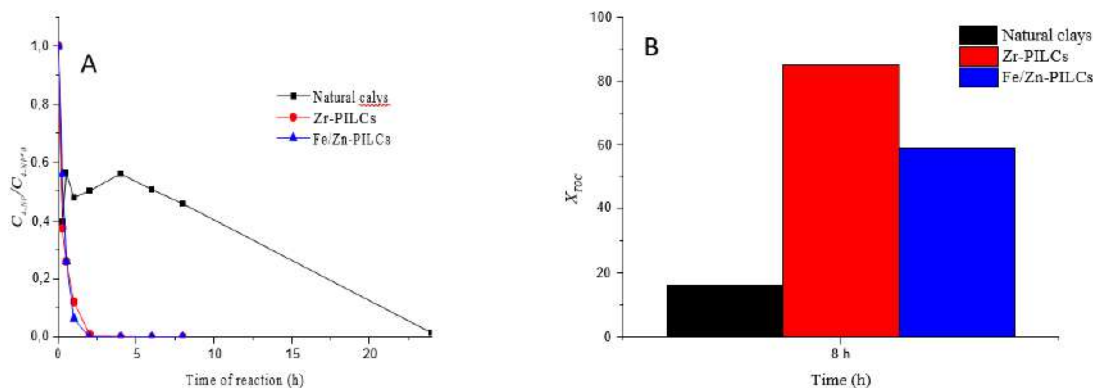 A
1,0
0,8
0,6
0,4
0,2
0,0
0
5
10
15
20
Time of reaction (h)
Natural calys
Zr-PILCs
Fe/Zn-PILCs
B
100
80
60
40
20
0
X_TOC
8 h
Time (h)
Natural clays
Zr-PILCs
Fe/Zn-PILCs